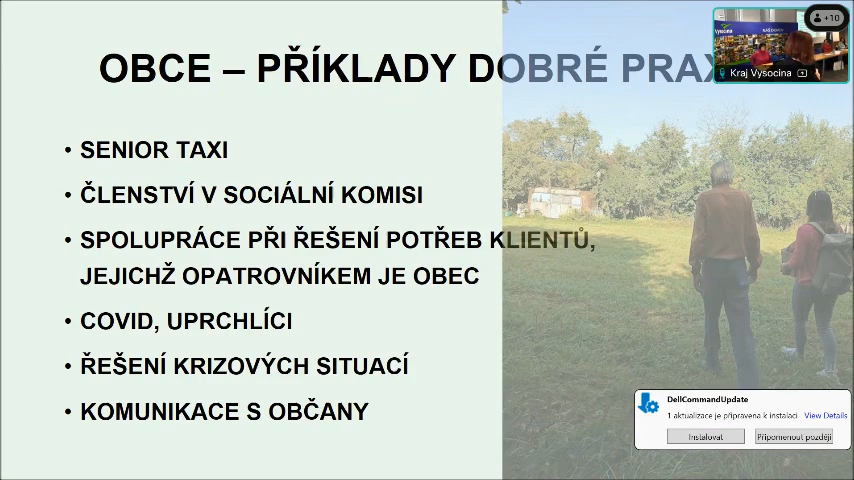 OBCE – PŘÍKLADY DOBRÉ PRAX
+10
Vysočina
Kraj Vysocina
• SENIOR TAXI
• ČLENSTVÍ V SOCIÁLNÍ KOMISI
• SPOLUPRÁCE PŘI ŘEŠENÍ POTŘEB KLIENTŮ,
JEJICHŽ OPATROVNÍKEM JE OBEC
• COVID, UPRCHLÍCI
• ŘEŠENÍ KRIZOVÝCH SITUACÍ
• KOMUNIKACE S OBČANY
DellCommandUpdate
1 aktualizace je připravena k instalaci View Details
Instalovat
Připomenout později